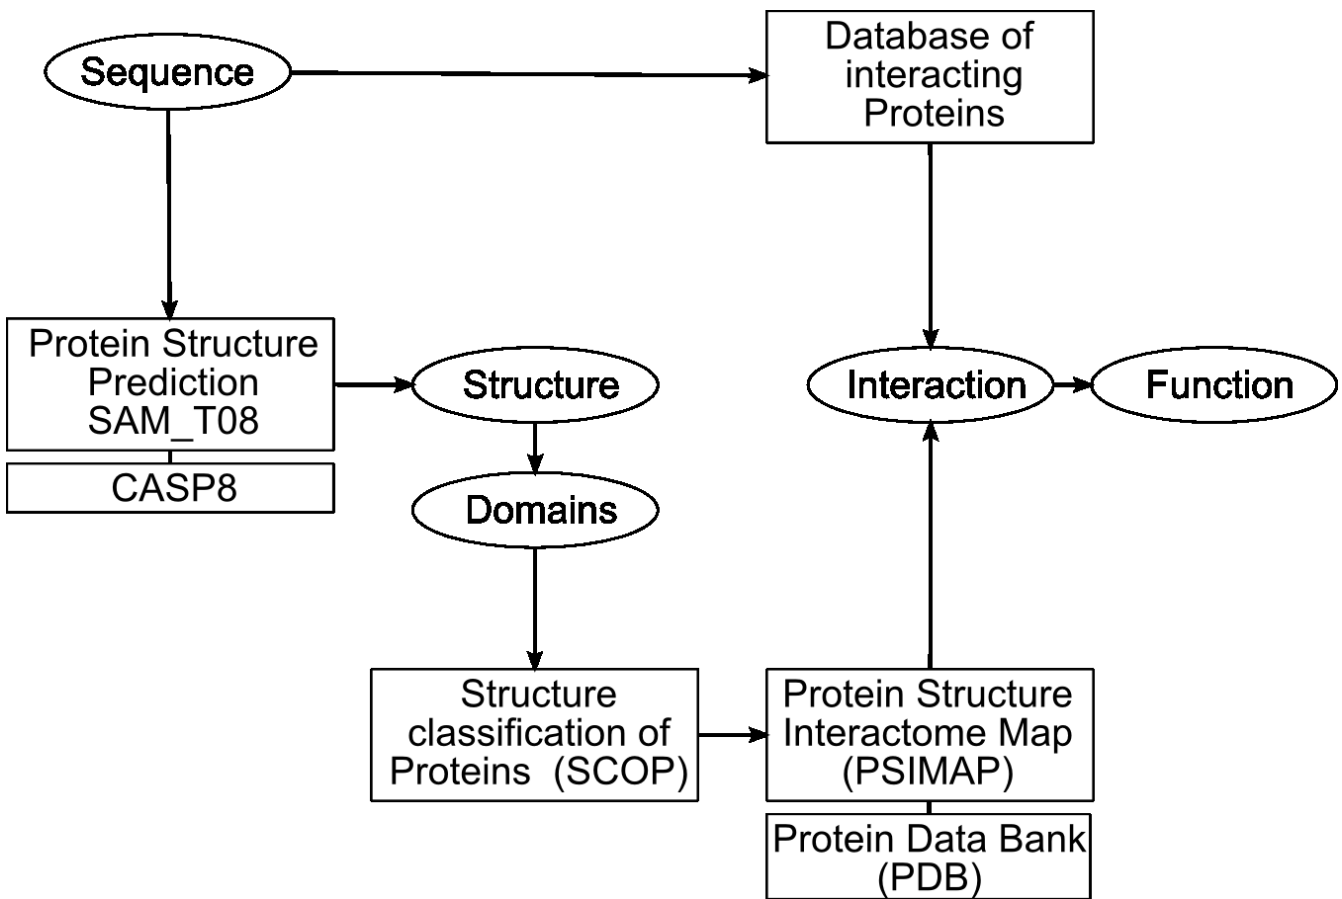 Sequence
Database of
interacting
Proteins
Protein Structure
Prediction
SAM_T08
CASP8
Structure
Domains
Interaction
Function
Structure
classification of
Proteins (SCOP)
Protein Structure
Interactome Map
(PSIMAP)
Protein Data Bank
(PDB)